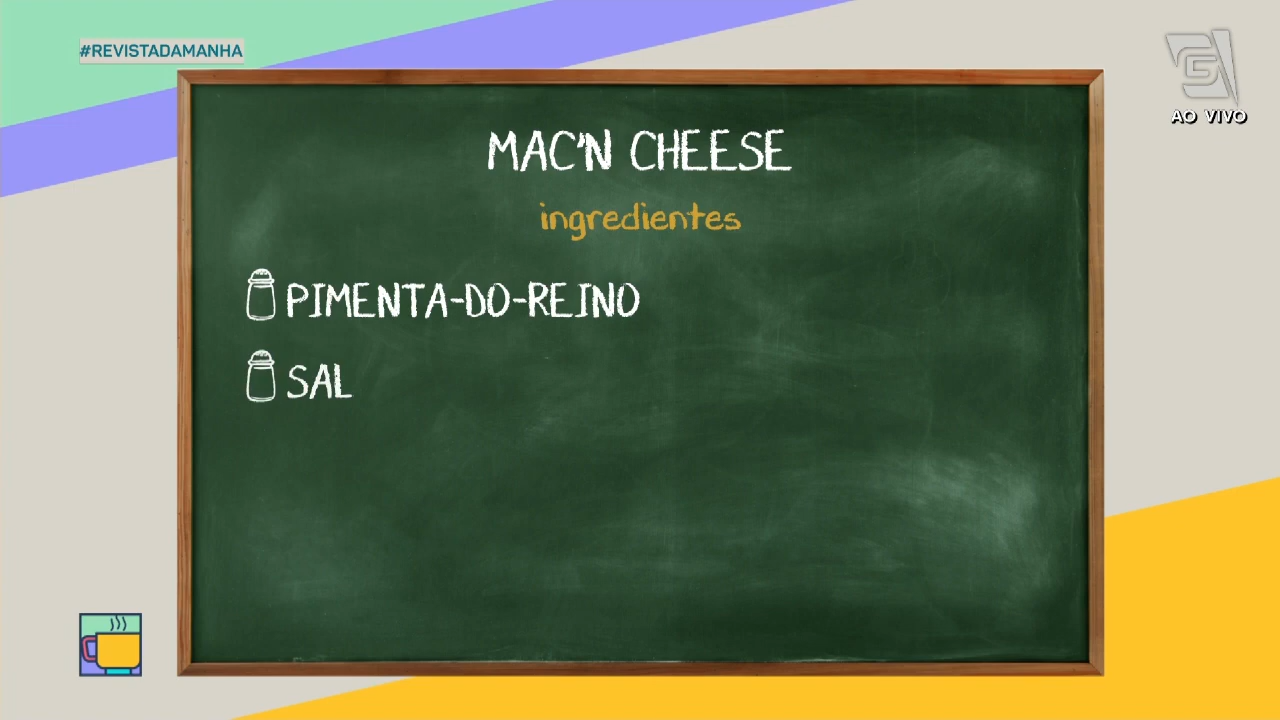 #REVISTADAMANHA
G
AO VIVO
MAC'N CHEESE
ingredientes
PIMENTA-DO-REINO
SAL